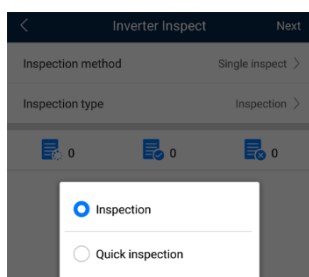 Inverter Inspect Next
Inspection method Single inspect
Inspection type Inspection
0 0 0
Inspection
Quick inspection